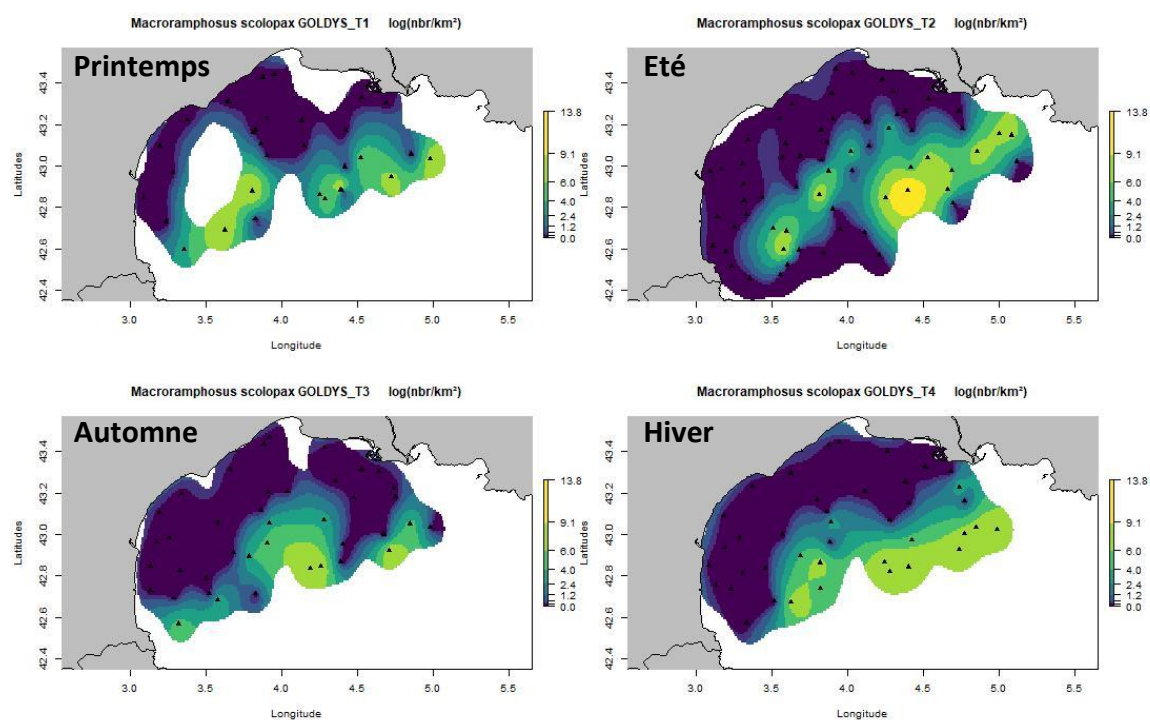 Macroramphosus scolopax GOLDYS_T1 log(nbr/km²)
Printemps
Latitudes
43.4
43.2
43.0
42.8
42.6
42.4
3.0 3.5 4.0 4.5 5.0 5.5
Longitude
13.8
9.1
6.0
4.0
2.4
1.2
0.0
Macroramphosus scolopax GOLDYS_T2 log(nbr/km²)
Eté
Latitudes
43.4
43.2
43.0
42.8
42.6
42.4
3.0 3.5 4.0 4.5 5.0 5.5
Longitude
13.8
9.1
6.0
4.0
2.4
1.2
0.0
Macroramphosus scolopax GOLDYS_T3 log(nbr/km²)
Automne
Latitudes
43.4
43.2
43.0
42.8
42.6
42.4
3.0 3.5 4.0 4.5 5.0 5.5
Longitude
13.8
9.1
6.0
4.0
2.4
1.2
0.0
Macroramphosus scolopax GOLDYS_T4 log(nbr/km²)
Hiver
Latitudes
43.4
43.2
43.0
42.8
42.6
42.4
3.0 3.5 4.0 4.5 5.0 5.5
Longitude
13.8
9.1
6.0
4.0
2.4
1.2
0.0